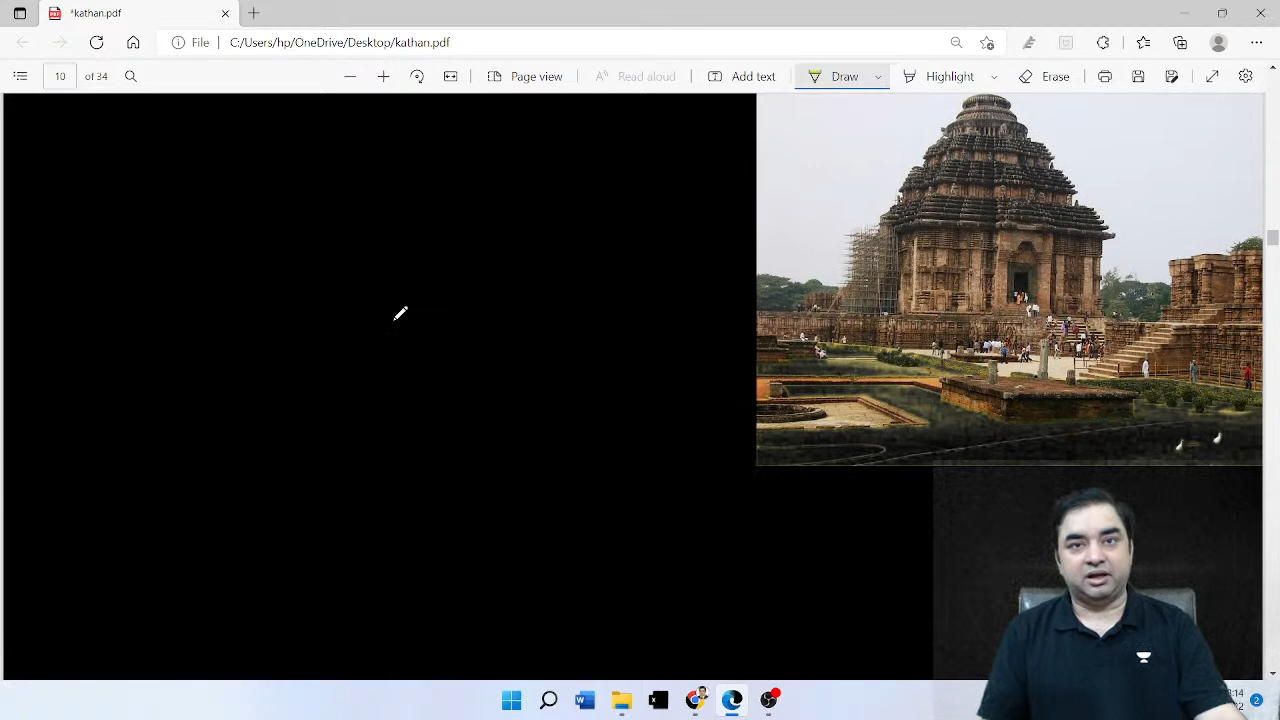 *kathan.pdf
File
C:/Users/hp/OneDrive/Desktop/kathan.pdf
10 of 34
Page view
Read aloud
Add text
Draw
Highlight
Erase
2